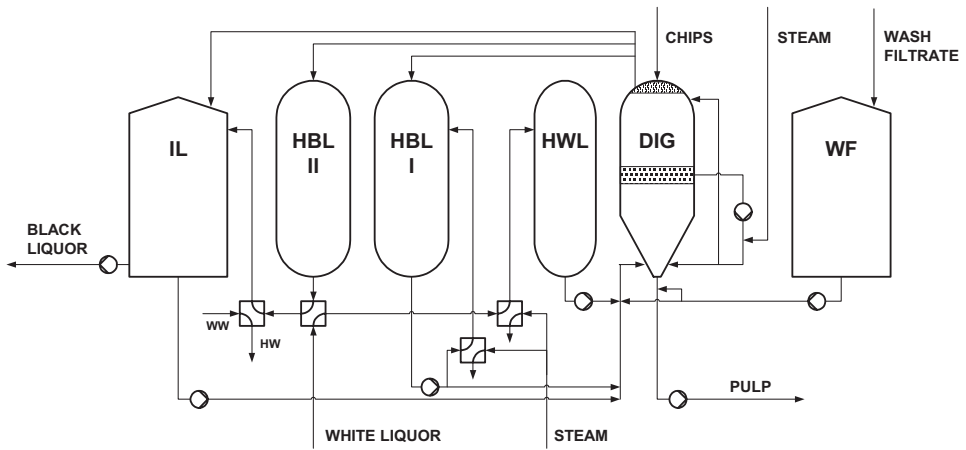 CHIPS
STEAM
WASH
FILTRATE
IL
HBL
II
HBL
I
HWL
DIG
WF
BLACK
LIQUOR
WW
HW
PULP
WHITE LIQUOR
STEAM